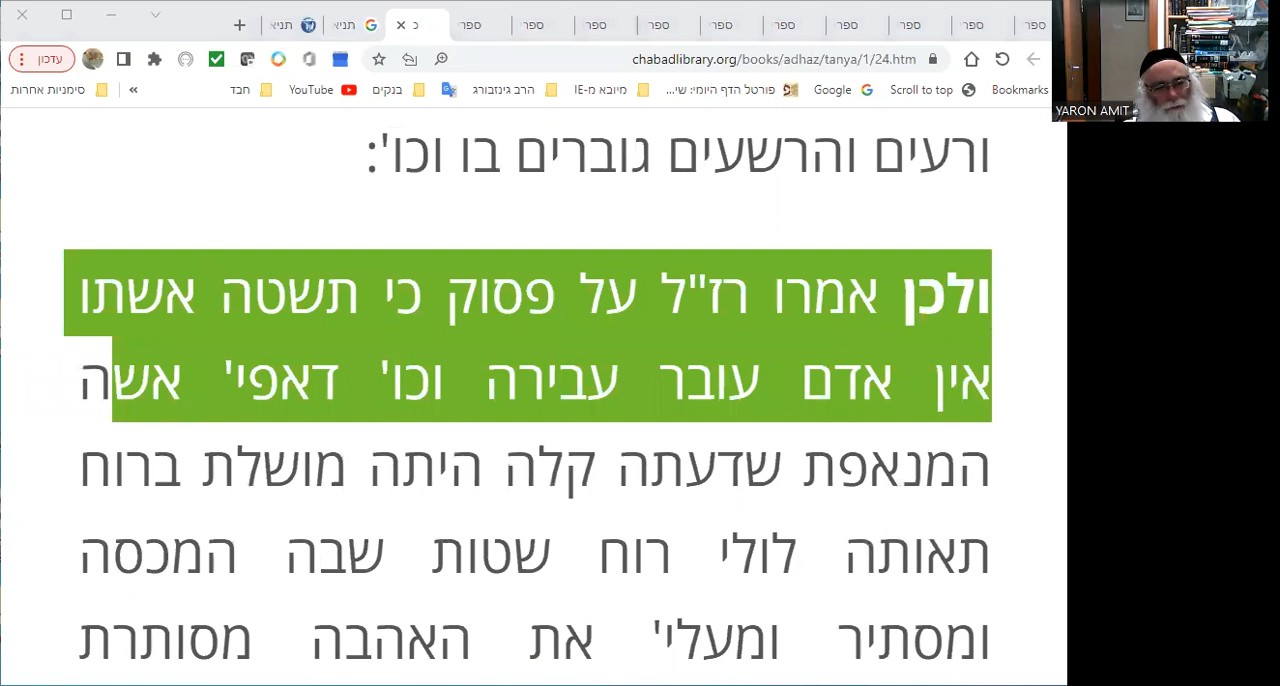 תניא
תניא
כ
ספר
ספר
ספר
ספר
ספר
ספר
ספר
ספר
ספר
ספר
עדכון
chabadlibrary.org/books/adhaz/tanya/1/24.htm
סימניות אחרות
»
חבד
YouTube
בנקים
הרב גינזבורג
מיובא מ-IE
פורטל הדף היומי: שי...
Google
Scroll to top
Bookmarks
YARON AMIT
ורעים והרשעים גוברים בו וכו':
ולכן אמרו רז"ל על פסוק כי תשטה אשתו
אין אדם עובר עבירה וכו' דאפי' אשה
המנאפת שדעתה קלה היתה מושלת ברוח
תאותה לולי רוח שטות שבה המכסה
ומסתיר ומעלי' את האהבה מסותרת